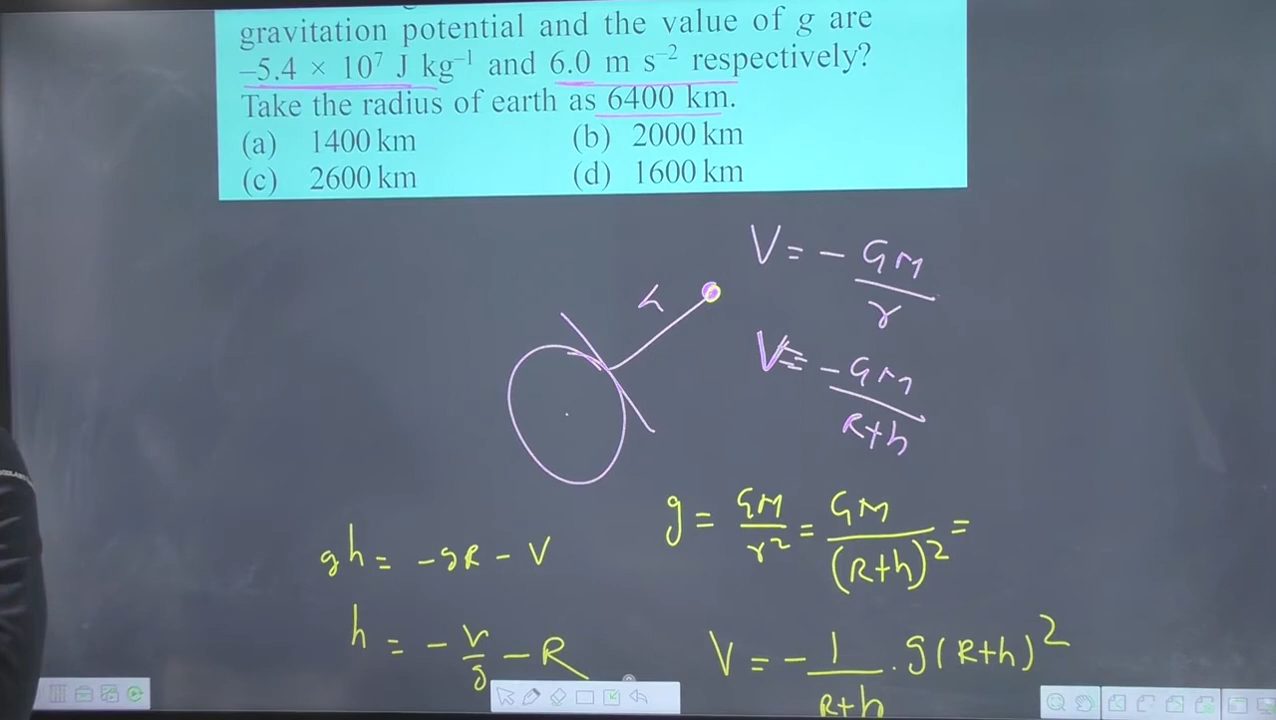 gravitation potential and the value of g are
–5.4 × 10⁷ J kg⁻¹ and 6.0 m s⁻² respectively?
Take the radius of earth as 6400 km.
(a) 1400 km (b) 2000 km
(c) 2600 km (d) 1600 km
V = - GM/r
h
V = -GM/R+h
g = GM/r² = GM/(R+h)² =
gh = -gR - V
h = - V/g - R
V = - 1/R+h . g(R+h)²